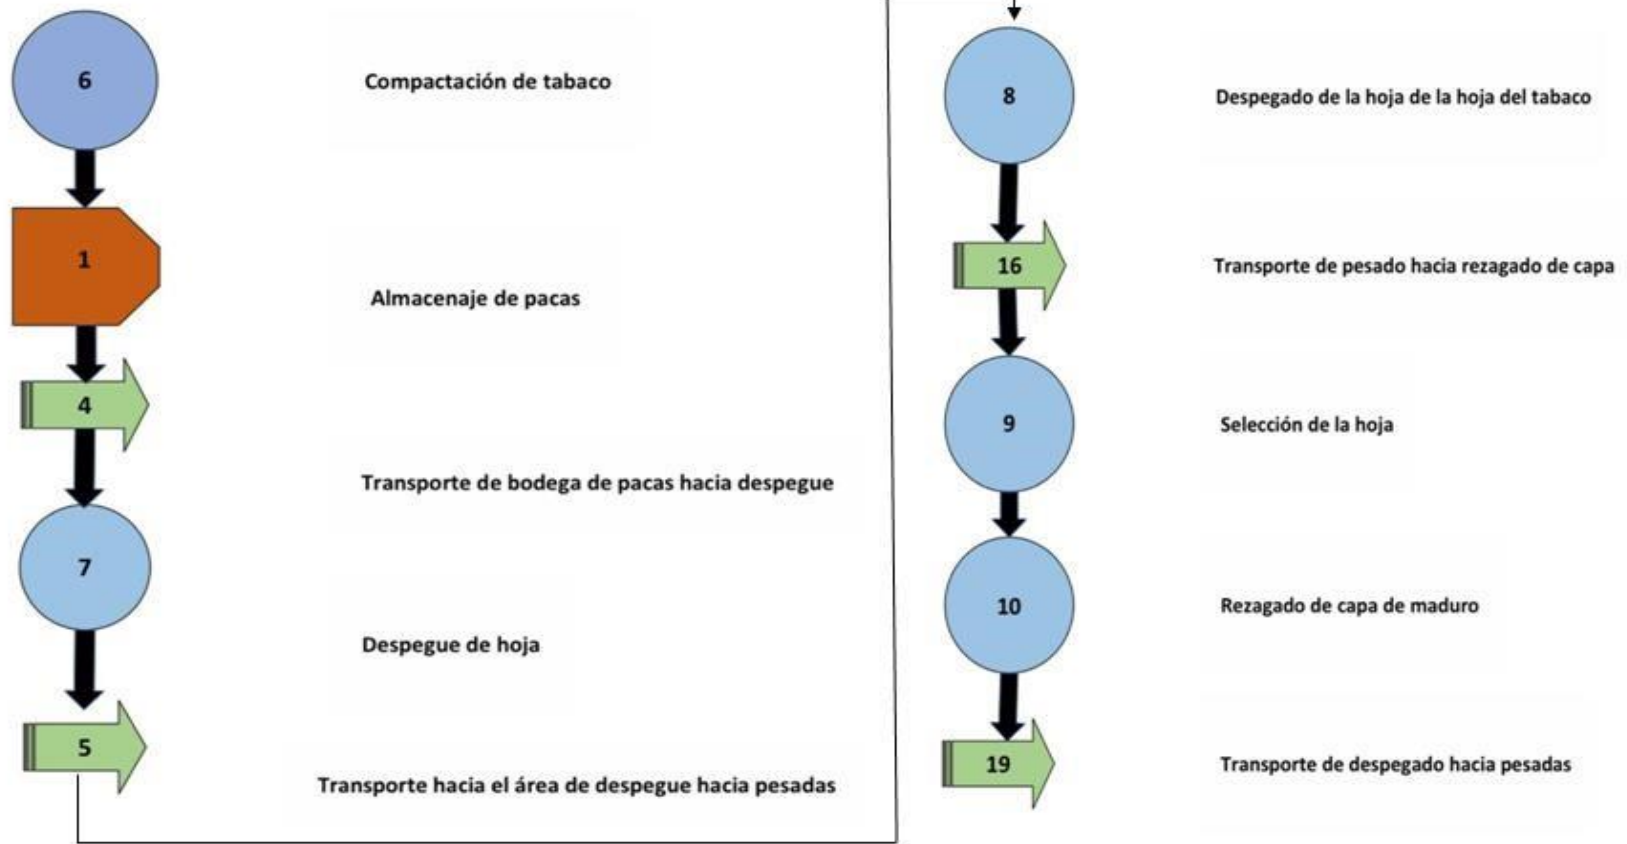 6
Compactación de tabaco
1
Almacenaje de pacas
4
Transporte de bodega de pacas hacia despegue
7
Despegue de hoja
5
Transporte hacia el área de despegue hacia pesadas
8
Despegado de la hoja de la hoja del tabaco
16
Transporte de pesado hacia rezagado de capa
9
Selección de la hoja
10
Rezagado de capa de maduro
19
Transporte de despegado hacia pesadas